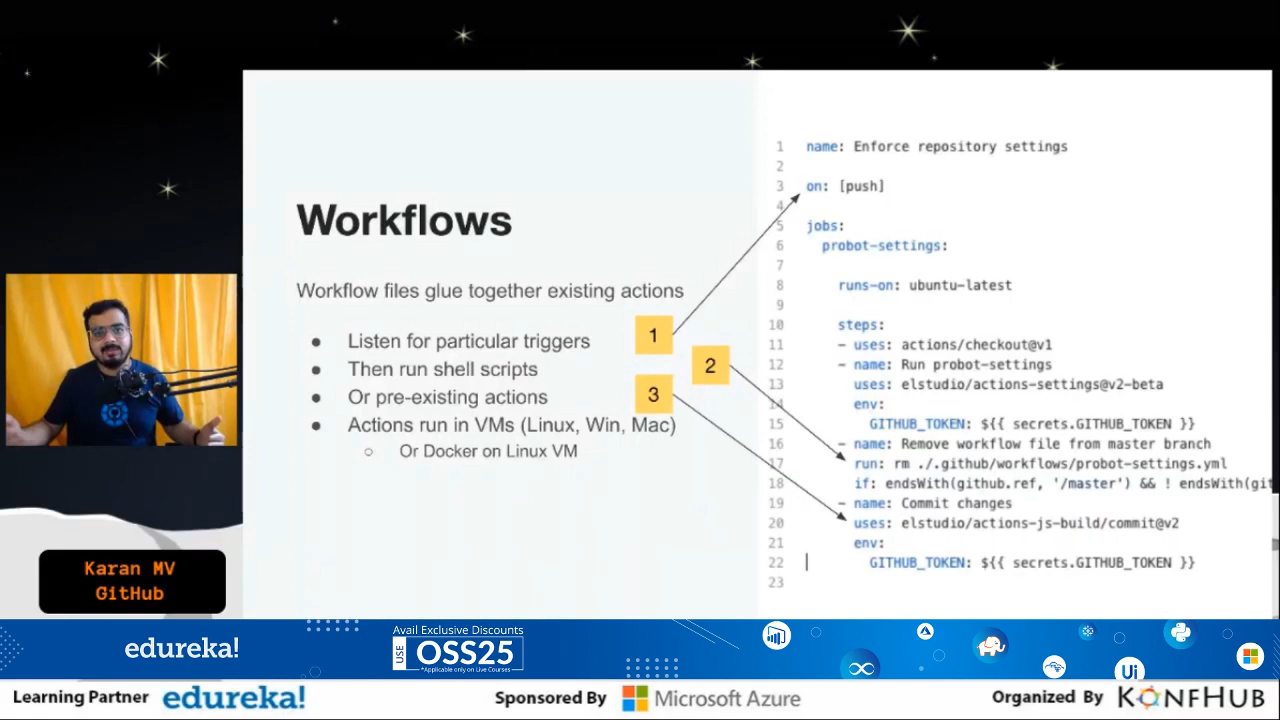 Workflows
Workflow files glue together existing actions
● Listen for particular triggers
● Then run shell scripts
● Or pre-existing actions
● Actions run in VMs (Linux, Win, Mac)
○ Or Docker on Linux VM
1
2
3
1 name: Enforce repository settings
2
3 on: [push]
4
5 jobs:
6 probot-settings:
7
8 runs-on: ubuntu-latest
9
10 steps:
11 - uses: actions/checkout@v1
12 - name: Run probot-settings
13 uses: elstudio/actions-settings@v2-beta
14 env:
15 GITHUB_TOKEN: ${{ secrets.GITHUB_TOKEN }}
16 - name: Remove workflow file from master branch
17 run: rm ./.github/workflows/probot-settings.yml
18 if: endsWith(github.ref, '/master') && ! endsWith(git
19 - name: Commit changes
20 uses: elstudio/actions-js-build/commit@v2
21 env:
22 GITHUB_TOKEN: ${{ secrets.GITHUB_TOKEN }}
23
Karan MV
GitHub
edureka!
Avail Exclusive Discounts
USE OSS25
*Applicable only on Live Courses
Ui
Learning Partner edureka!
Sponsored By Microsoft Azure
Organized By KONFHUB